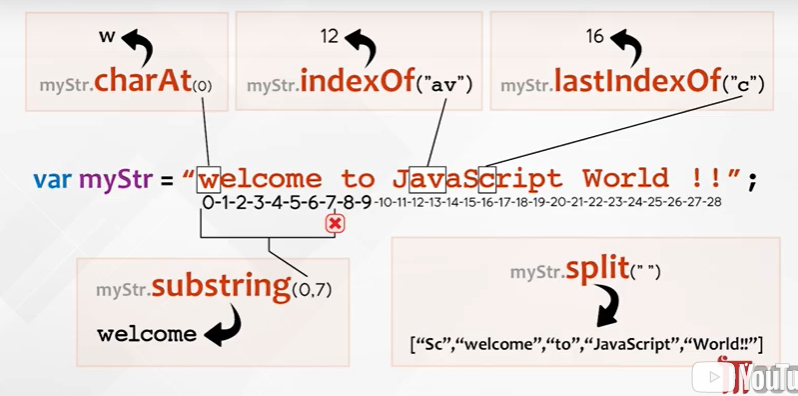 w
myStr.charAt(0)
12
myStr.indexOf("av")
16
myStr.lastIndexOf("c")
var myStr = “welcome to JavaScript World !!”;
0-1-2-3-4-5-6-7-8-9-10-11-12-13-14-15-16-17-18-19-20-21-22-23-24-25-26-27-28
myStr.substring(0,7)
welcome
myStr.split(" ")
[“Sc”,“welcome”,“to”,“JavaScript”,“World!!”]